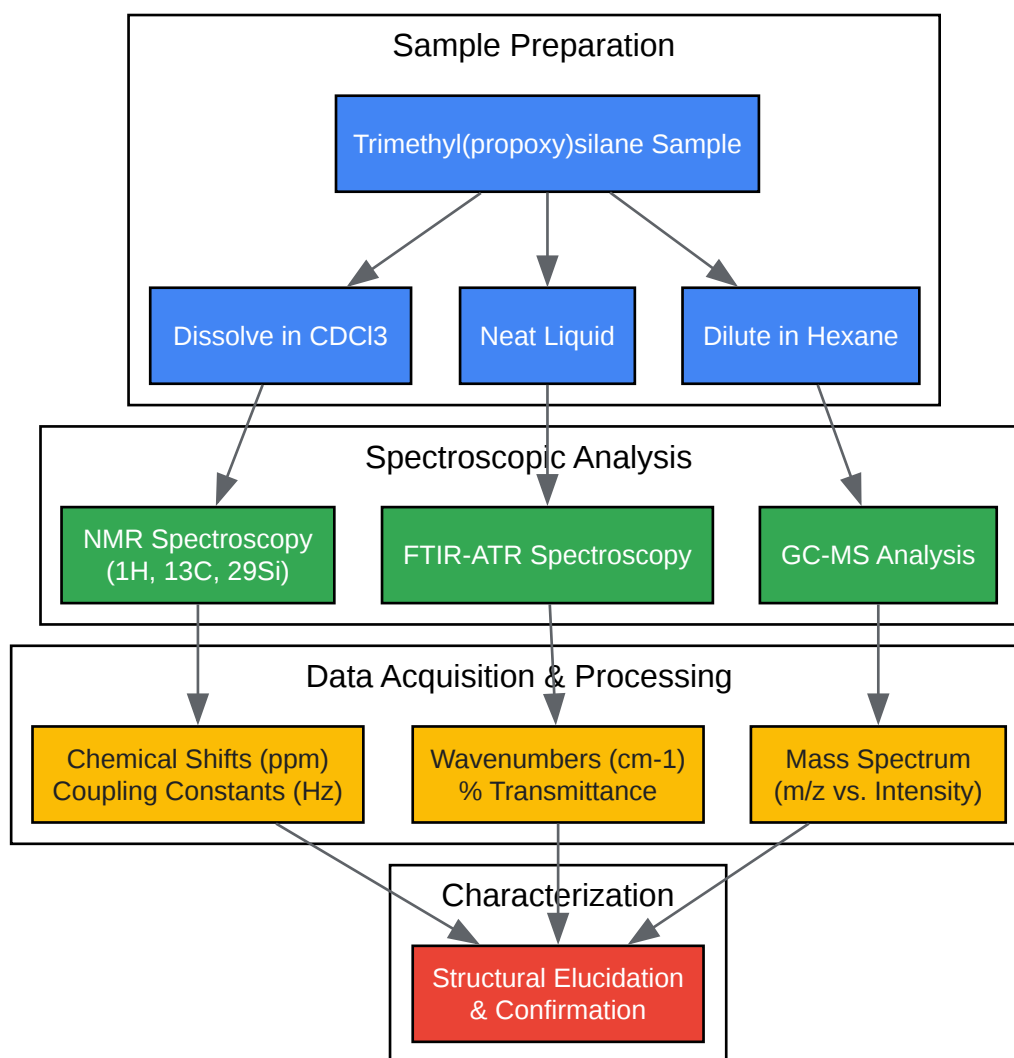 Sample Preparation
Trimethyl(propoxy)silane Sample
Dissolve in CDCl3
Neat Liquid
Dilute in Hexane
Spectroscopic Analysis
NMR Spectroscopy
(1H, 13C, 29Si)
FTIR-ATR Spectroscopy
GC-MS Analysis
Data Acquisition & Processing
Chemical Shifts (ppm)
Coupling Constants (Hz)
Wavenumbers (cm-1)
% Transmittance
Mass Spectrum
(m/z vs. Intensity)
Characterization
Structural Elucidation
& Confirmation